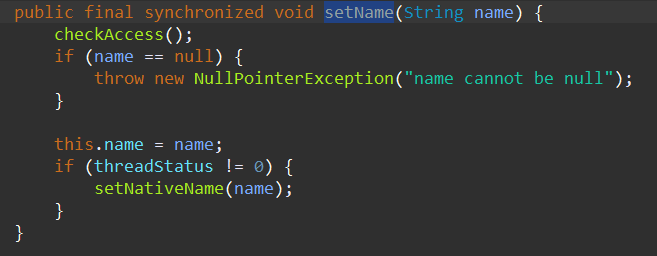 public final synchronized void setName(String name) {
    checkAccess();
    if (name == null) {
        throw new NullPointerException("name cannot be null");
    }

    this.name = name;
    if (threadStatus != 0) {
        setNativeName(name);
    }
}